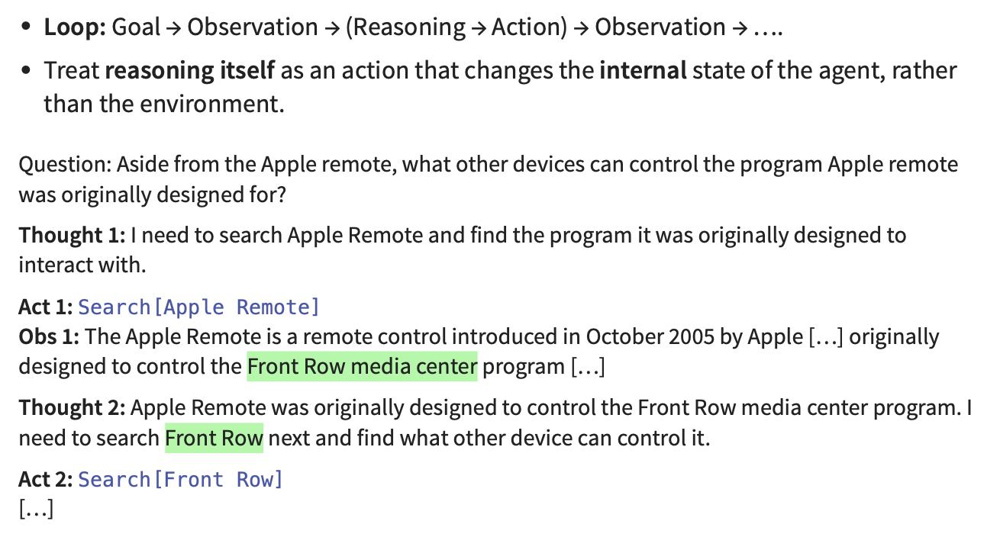 • Loop: Goal → Observation → (Reasoning → Action) → Observation → ….
• Treat reasoning itself as an action that changes the internal state of the agent, rather
than the environment.
Question: Aside from the Apple remote, what other devices can control the program Apple remote
was originally designed for?
Thought 1: I need to search Apple Remote and find the program it was originally designed to
interact with.
Act 1: Search[Apple Remote]
Obs 1: The Apple Remote is a remote control introduced in October 2005 by Apple […] originally
designed to control the Front Row media center program […]
Thought 2: Apple Remote was originally designed to control the Front Row media center program. I
need to search Front Row next and find what other device can control it.
Act 2: Search[Front Row]
[…]